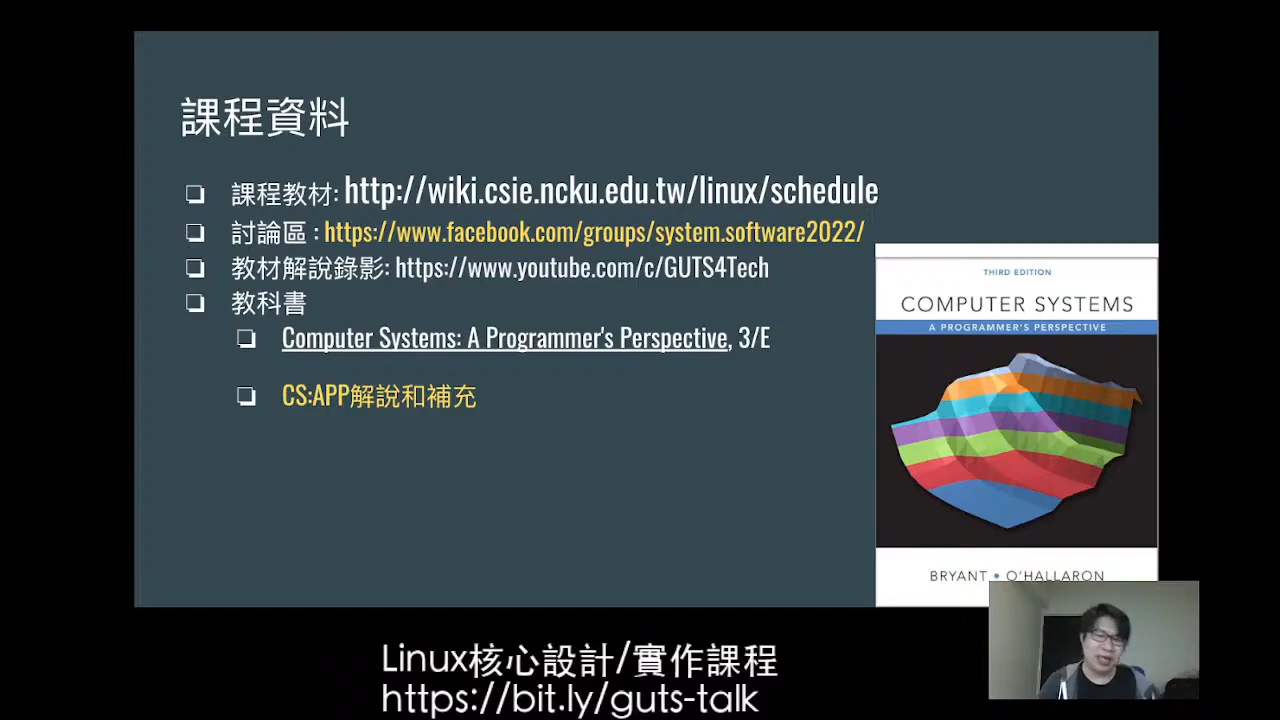 課程資料
課程教材: http://wiki.csie.ncku.edu.tw/linux/schedule
討論區 : https://www.facebook.com/groups/system.software2022/
教材解說錄影: https://www.youtube.com/c/GUTS4Tech
教科書
Computer Systems: A Programmer's Perspective, 3/E
CS:APP解說和補充
THIRD EDITION
COMPUTER SYSTEMS
A PROGRAMMER'S PERSPECTIVE
BRYANT • O'HALLARON
Linux核心設計/實作課程
https://bit.ly/guts-talk